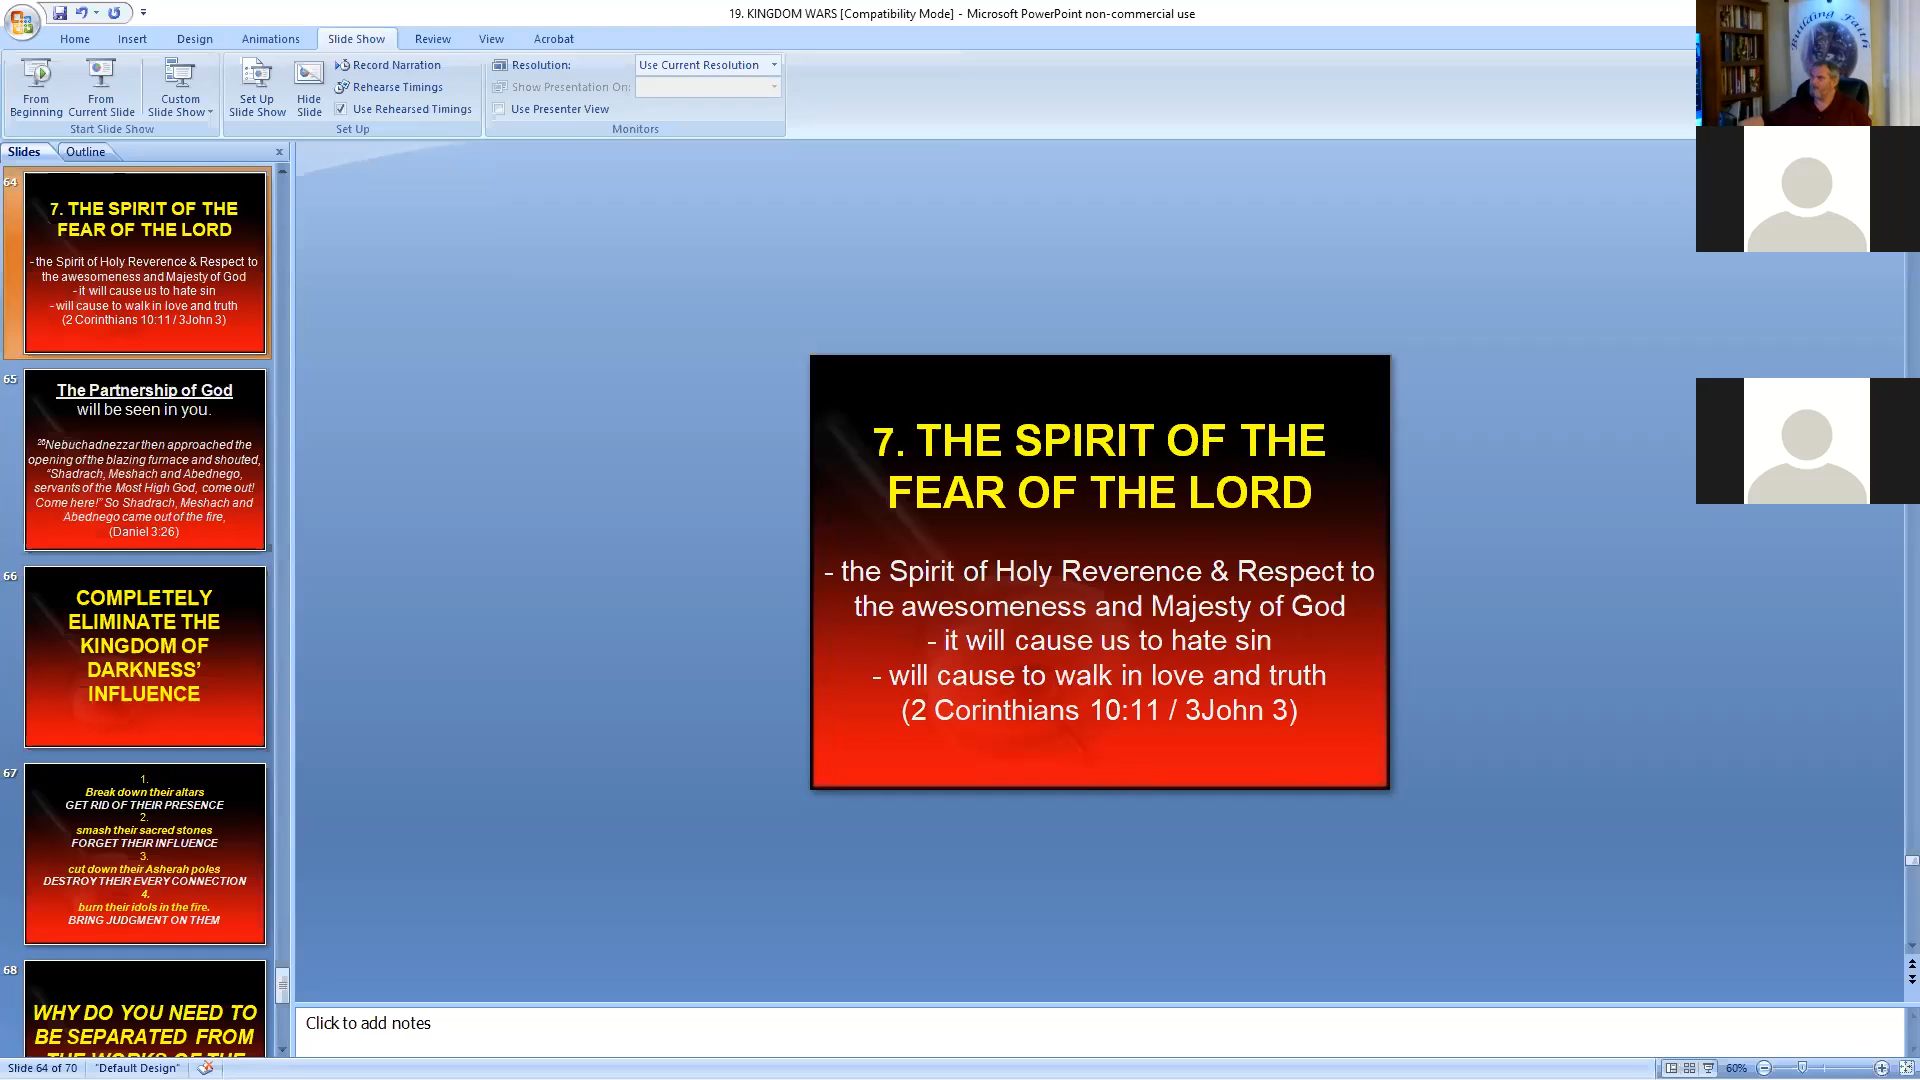 19. KINGDOM WARS [Compatibility Mode] - Microsoft PowerPoint non-commercial use
Home Insert Design Animations Slide Show Review View Acrobat
From Beginning
From Current Slide
Custom Slide Show
Start Slide Show
Set Up Slide Show
Hide Slide
Record Narration
Rehearse Timings
Use Rehearsed Timings
Set Up
Resolution: Use Current Resolution
Show Presentation On:
Use Presenter View
Monitors
Building Faith
Slides Outline x
64
7. THE SPIRIT OF THE
FEAR OF THE LORD
- the Spirit of Holy Reverence & Respect to
the awesomeness and Majesty of God
- it will cause us to hate sin
- will cause to walk in love and truth
(2 Corinthians 10:11 / 3John 3)
65
The Partnership of God
will be seen in you.
26Nebuchadnezzar then approached the
opening of the blazing furnace and shouted,
“Shadrach, Meshach and Abednego,
servants of the Most High God, come out!
Come here!” So Shadrach, Meshach and
Abednego came out of the fire,
(Daniel 3:26)
66
COMPLETELY
ELIMINATE THE
KINGDOM OF
DARKNESS’
INFLUENCE
67
1.
Break down their altars
GET RID OF THEIR PRESENCE
2.
smash their sacred stones
FORGET THEIR INFLUENCE
3.
cut down their Asherah poles
DESTROY THEIR EVERY CONNECTION
4.
burn their idols in the fire.
BRING JUDGMENT ON THEM
68
WHY DO YOU NEED TO
BE SEPARATED FROM
THE WORKS OF THE
7. THE SPIRIT OF THE
FEAR OF THE LORD
- the Spirit of Holy Reverence & Respect to
the awesomeness and Majesty of God
- it will cause us to hate sin
- will cause to walk in love and truth
(2 Corinthians 10:11 / 3John 3)
Click to add notes
Slide 64 of 70 "Default Design" 60%